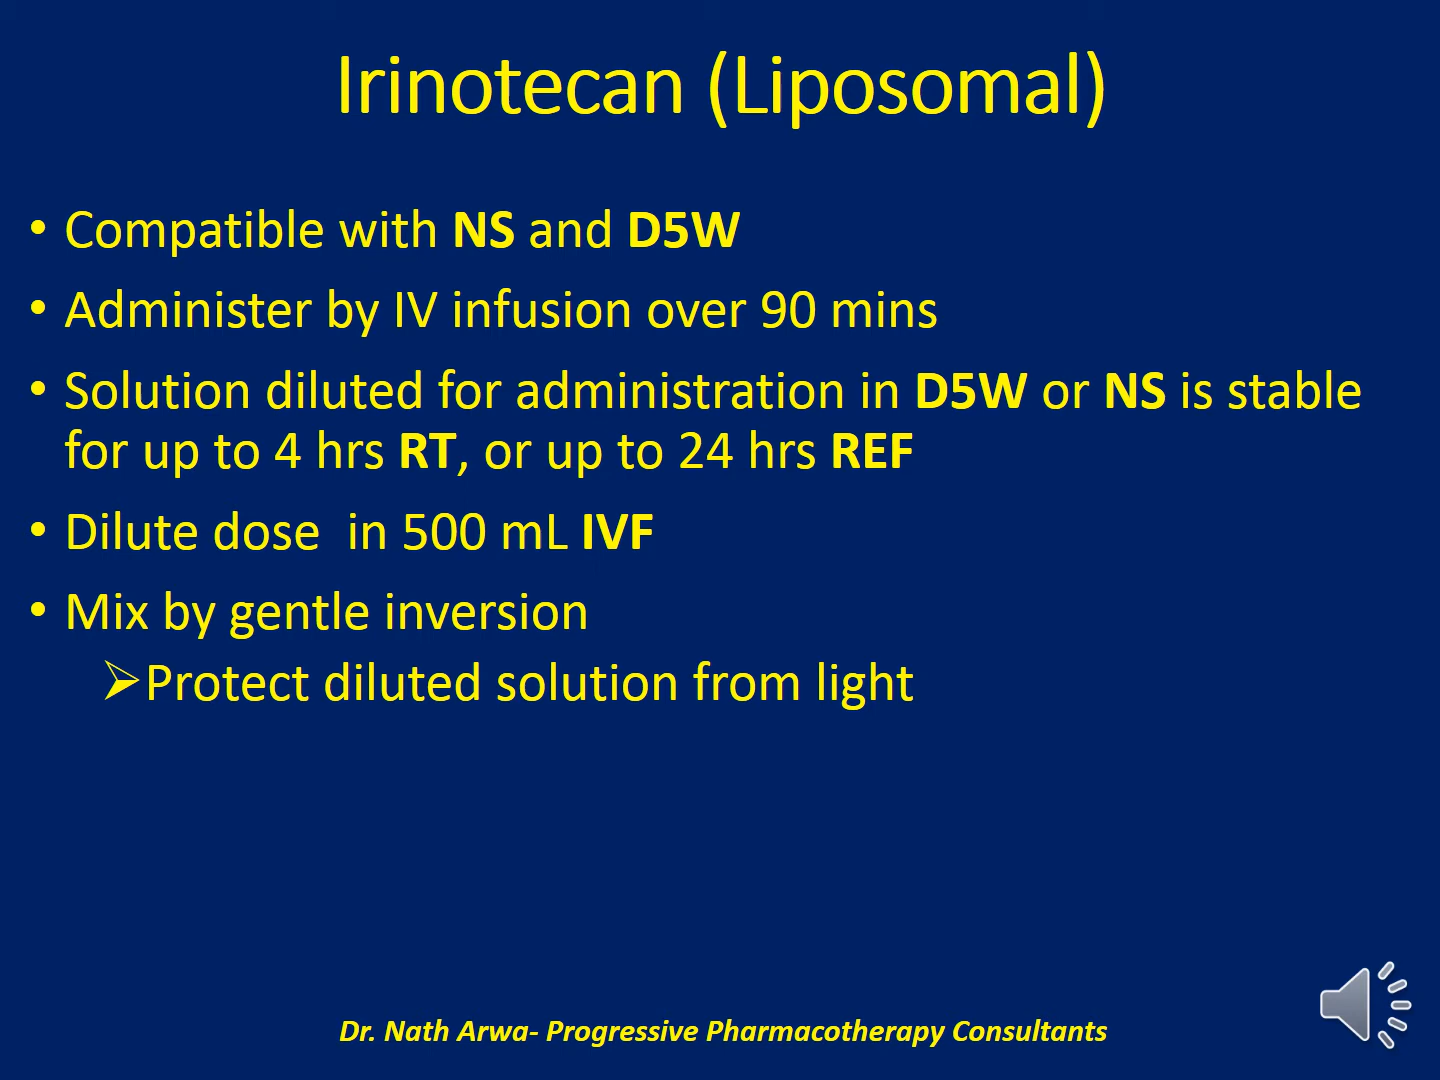 Irinotecan (Liposomal)
• Compatible with NS and D5W
• Administer by IV infusion over 90 mins
• Solution diluted for administration in D5W or NS is stable
for up to 4 hrs RT, or up to 24 hrs REF
• Dilute dose  in 500 mL IVF
• Mix by gentle inversion
➢Protect diluted solution from light
Dr. Nath Arwa- Progressive Pharmacotherapy Consultants